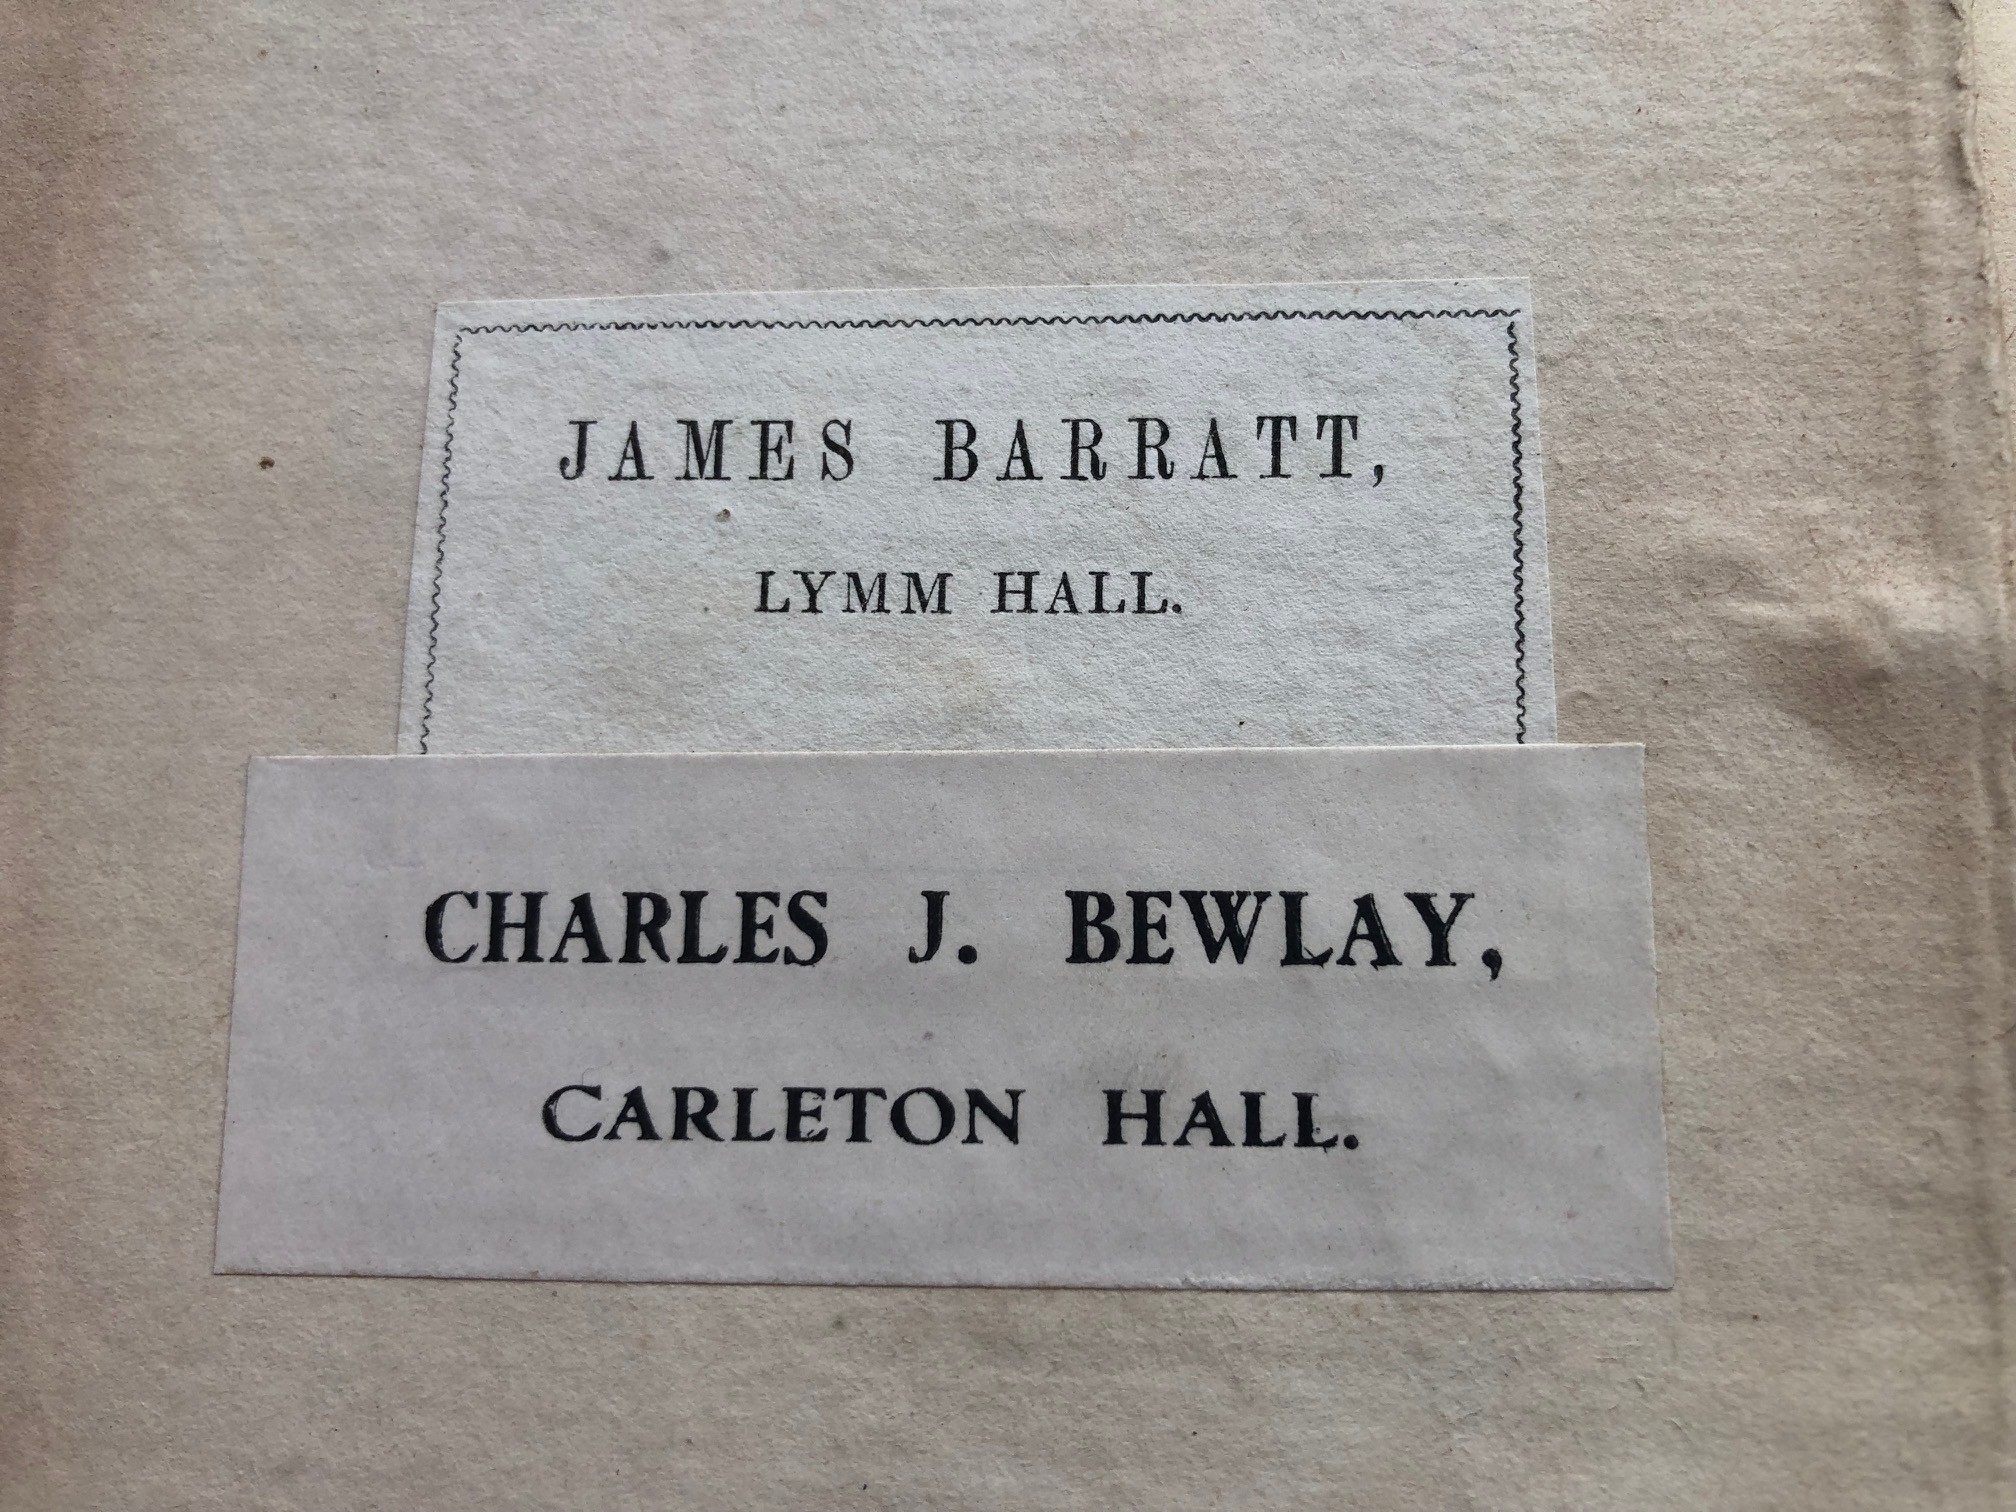 JAMES BARRATT,
LYMM HALL.
CHARLES J. BEWLAY,
CARLETON HALL.